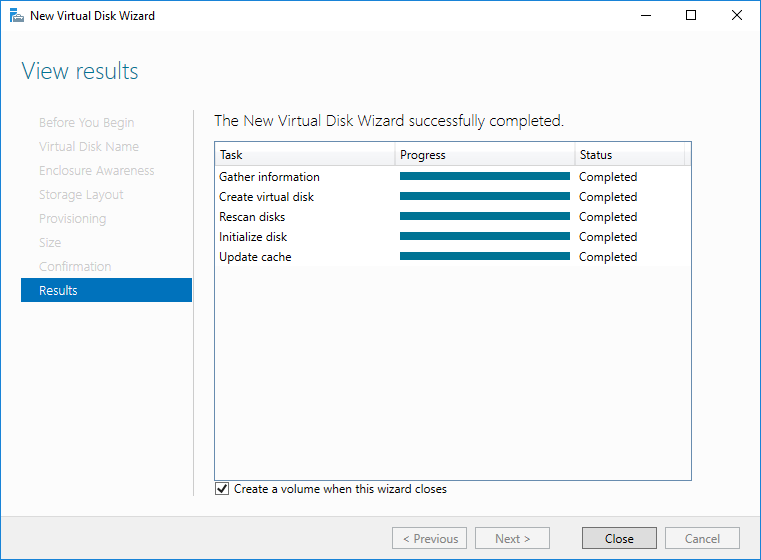 New Virtual Disk Wizard
View results
Before You Begin
Virtual Disk Name
Enclosure Awareness
Storage Layout
Provisioning
Size
Confirmation
Results
The New Virtual Disk Wizard successfully completed.
Task Progress Status
Gather information Completed
Create virtual disk Completed
Rescan disks Completed
Initialize disk Completed
Update cache Completed
Create a volume when this wizard closes
< Previous Next > Close Cancel